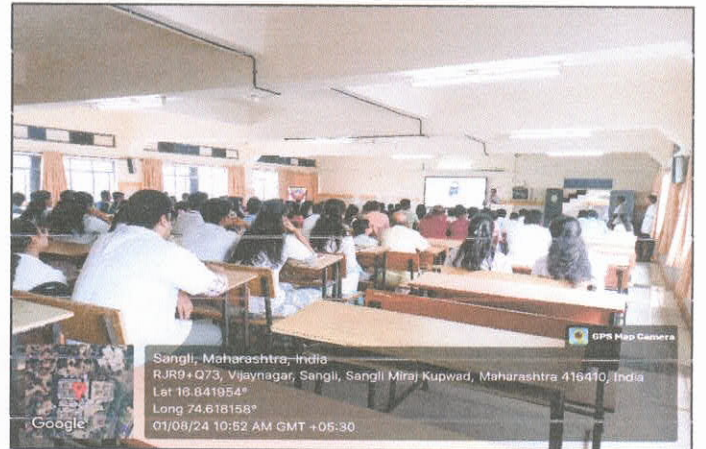 GPS Map Camera
Sangli, Maharashtra, India
RJR9+Q73, Vijaynagar, Sangli, Sangli Miraj Kupwad, Maharashtra 416410, India
Lat 16.841954°
Long 74.618158°
01/08/24 10:52 AM GMT +05:30
Google